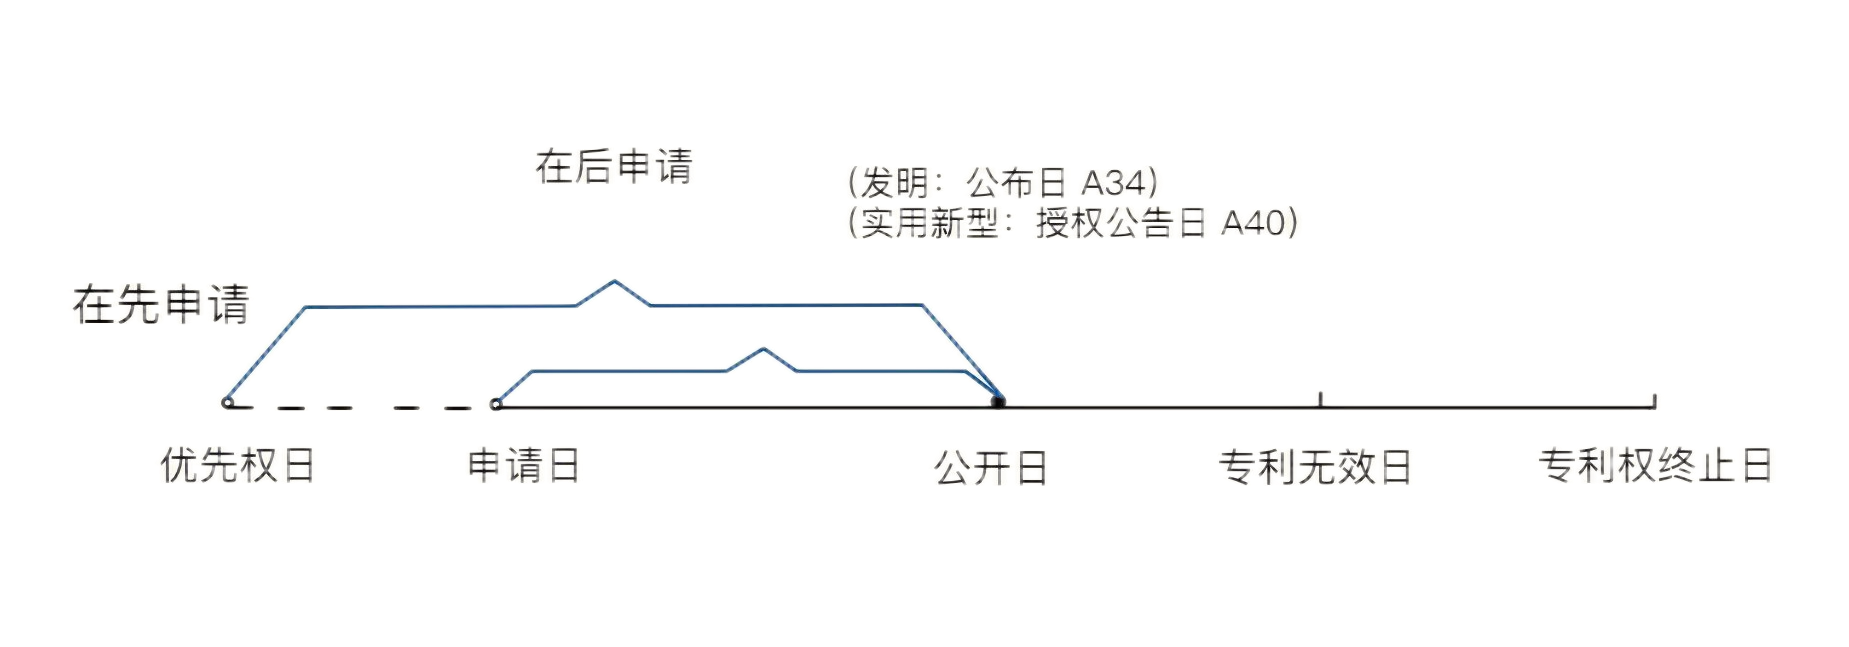 在后申请
(发明：公布日 A34)
(实用新型：授权公告日 A40)
在先申请
优先权日
申请日
公开日
专利无效日
专利权终止日